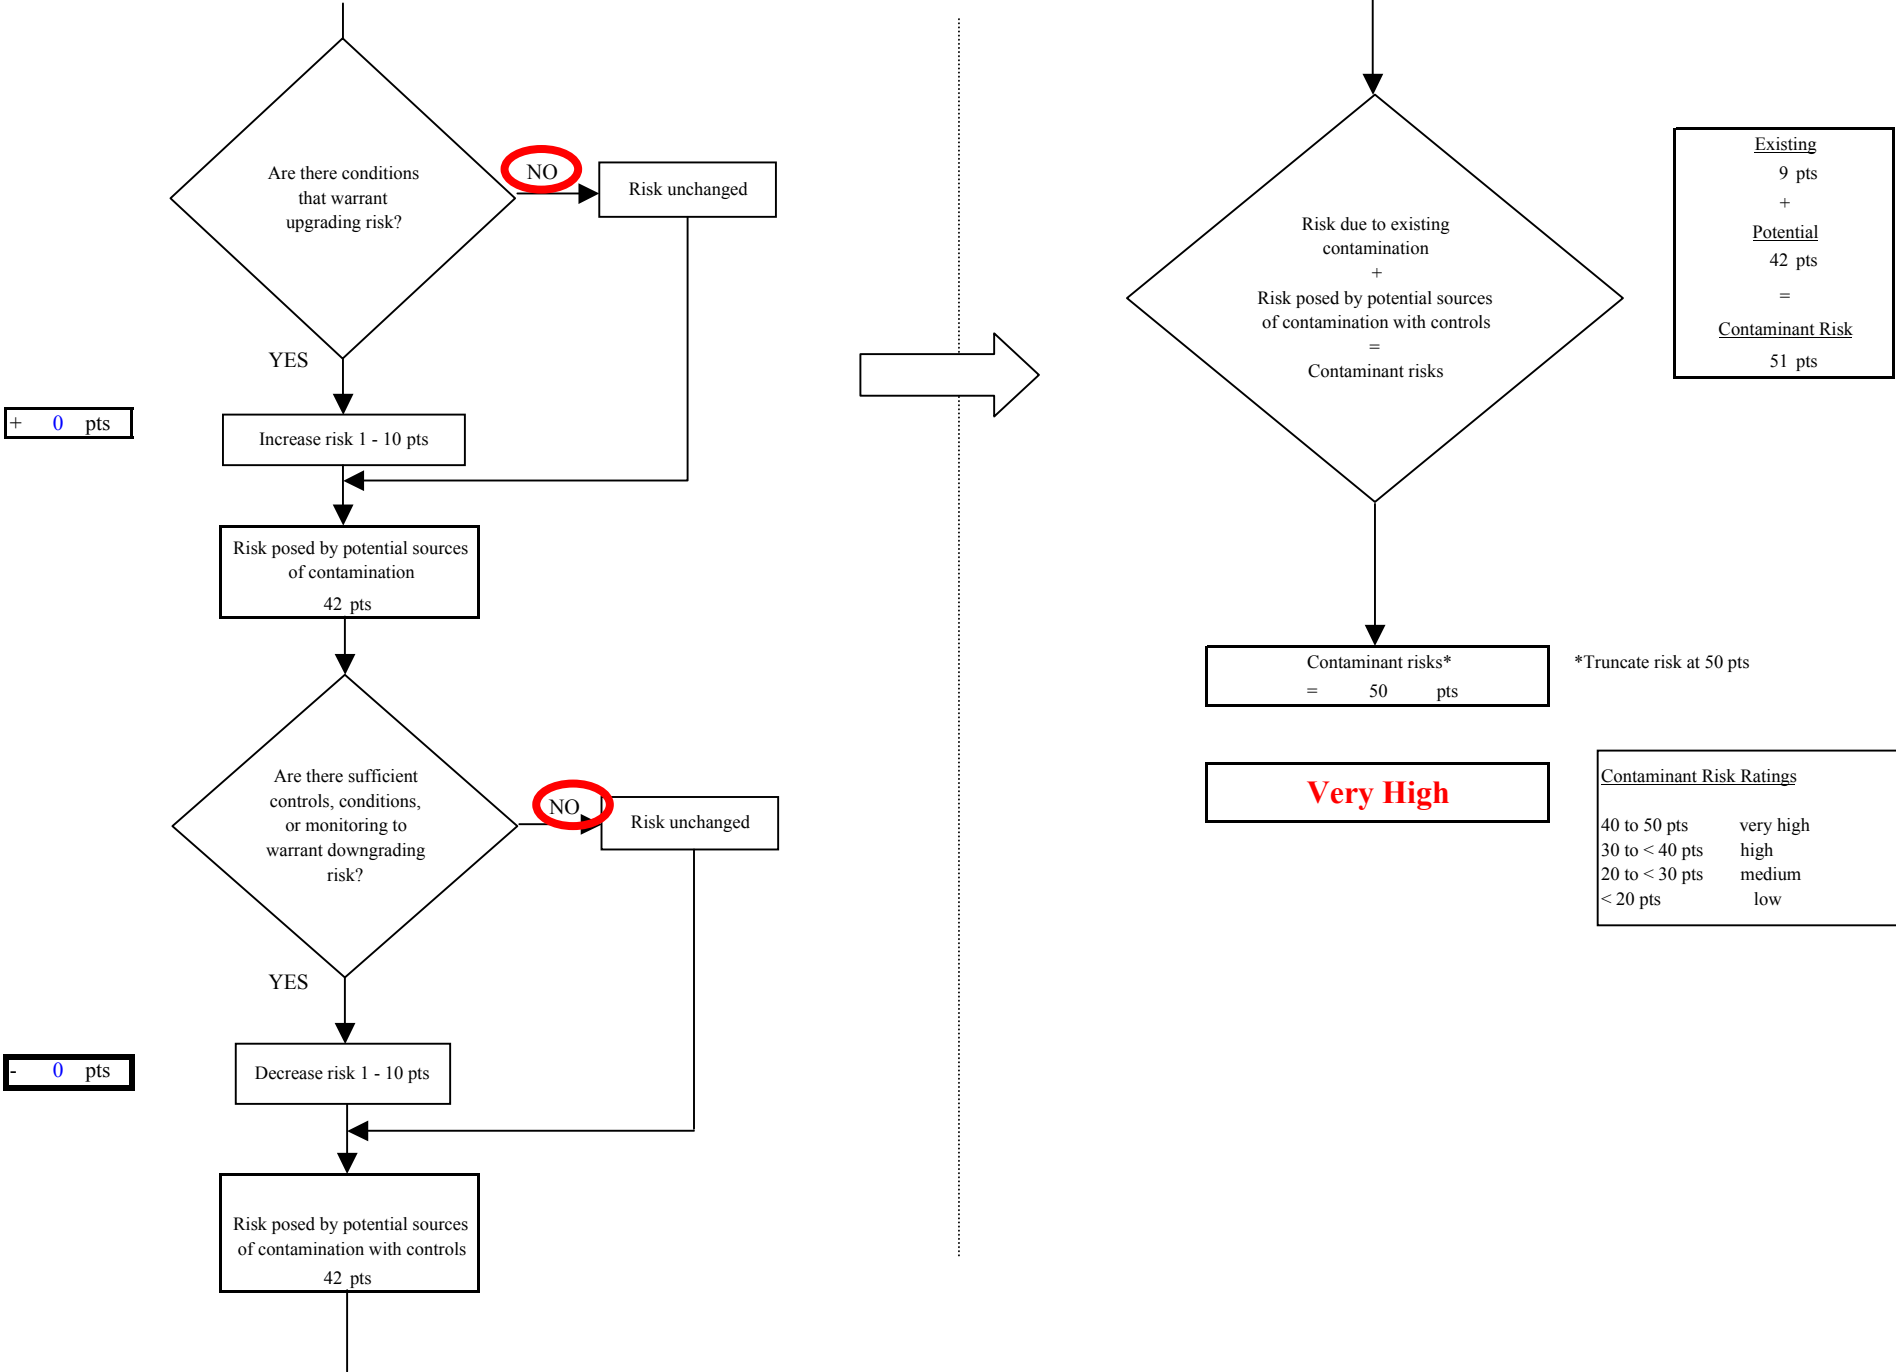 Are there conditions
that warrant
upgrading risk?
NO
Risk unchanged
YES
+ 0 pts
Increase risk 1 - 10 pts
Risk posed by potential sources
of contamination
42 pts
Are there sufficient
controls, conditions,
or monitoring to
warrant downgrading
risk?
NO
Risk unchanged
YES
- 0 pts
Decrease risk 1 - 10 pts
Risk posed by potential sources
of contamination with controls
42 pts
Risk due to existing
contamination
+
Risk posed by potential sources
of contamination with controls
=
Contaminant risks
Existing
9 pts
+
Potential
42 pts
=
Contaminant Risk
51 pts
Contaminant risks*
= 50 pts
*Truncate risk at 50 pts
Very High
Contaminant Risk Ratings
40 to 50 pts very high
30 to < 40 pts high
20 to < 30 pts medium
< 20 pts low